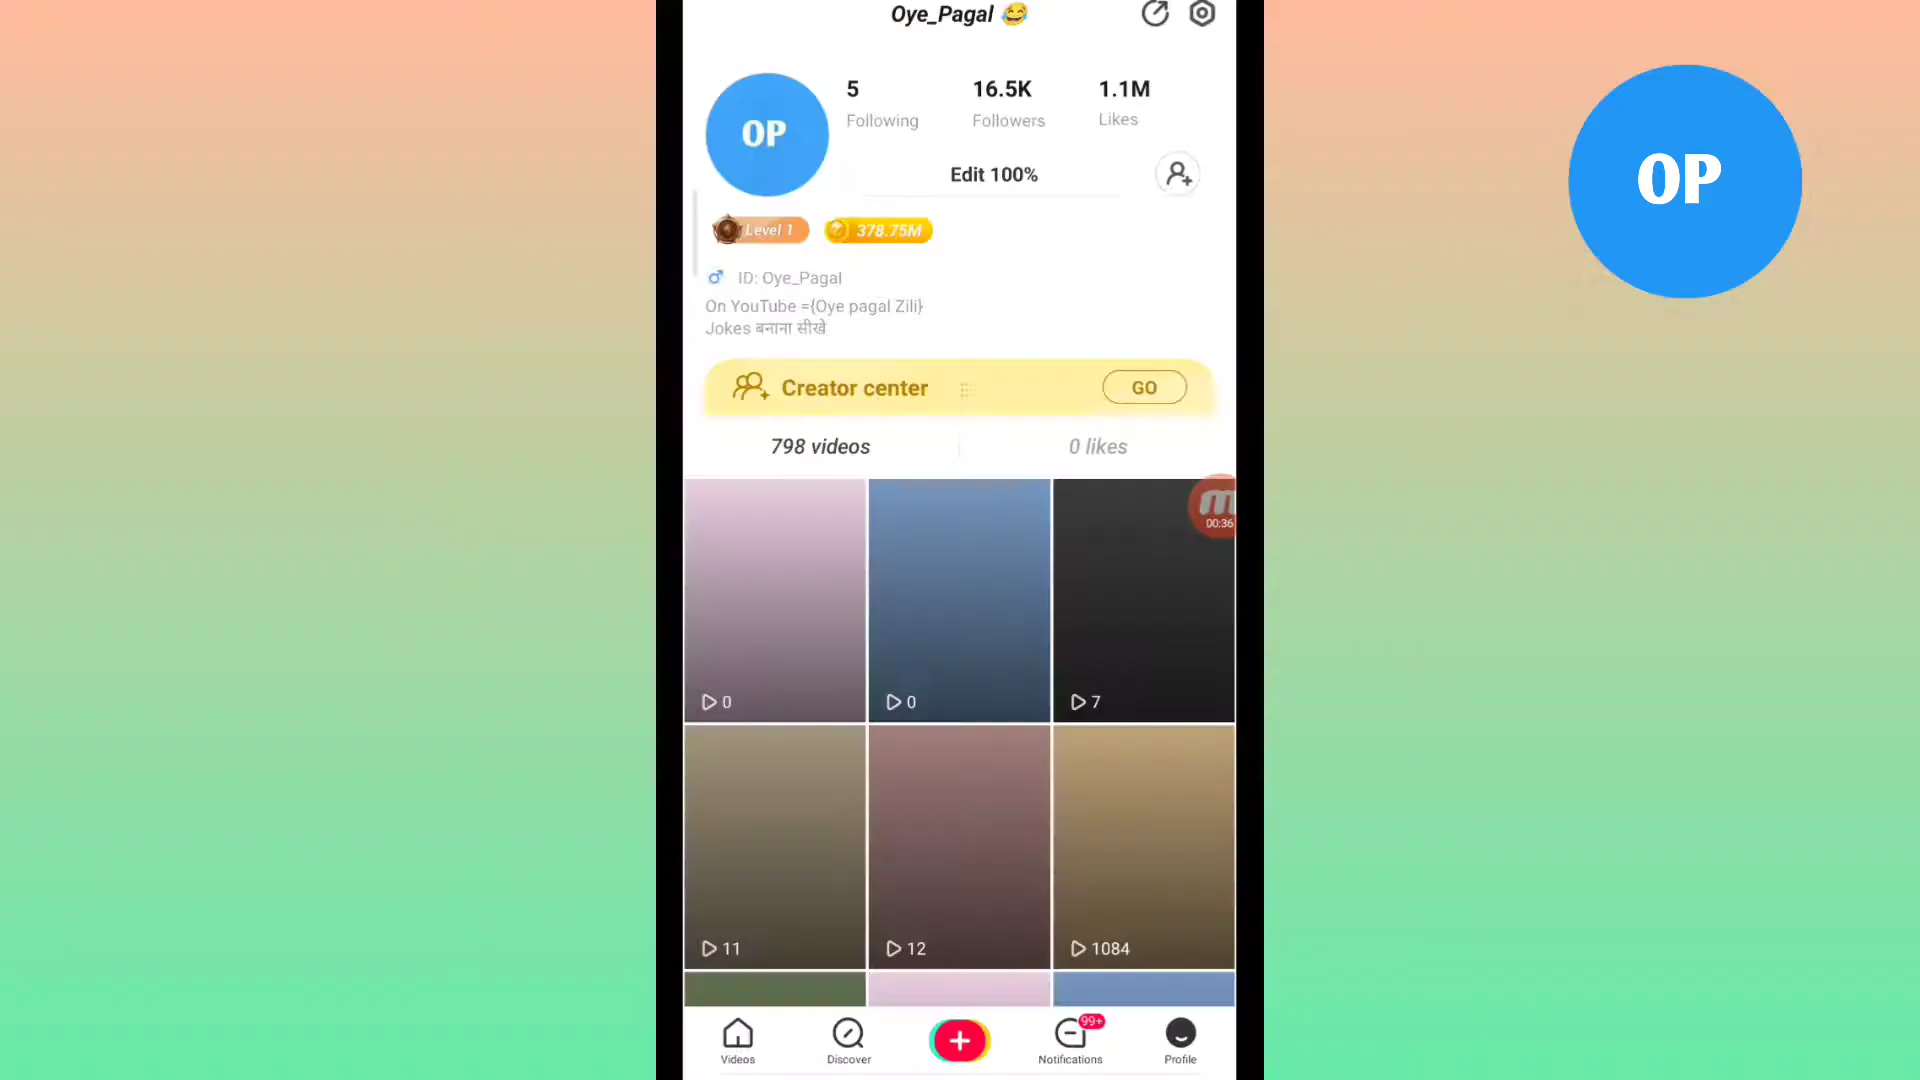 Oye_Pagal 😂
OP
5
Following
16.5K
Followers
1.1M
Likes
Edit 100%
Level 1
378.75M
ID: Oye_Pagal
On YouTube ={Oye pagal Zili}
Jokes बनाना सीखे
Creator center
GO
798 videos
0 likes
00:36
0
0
7
11
12
1084
Videos
Discover
99+
Notifications
Profile
OP